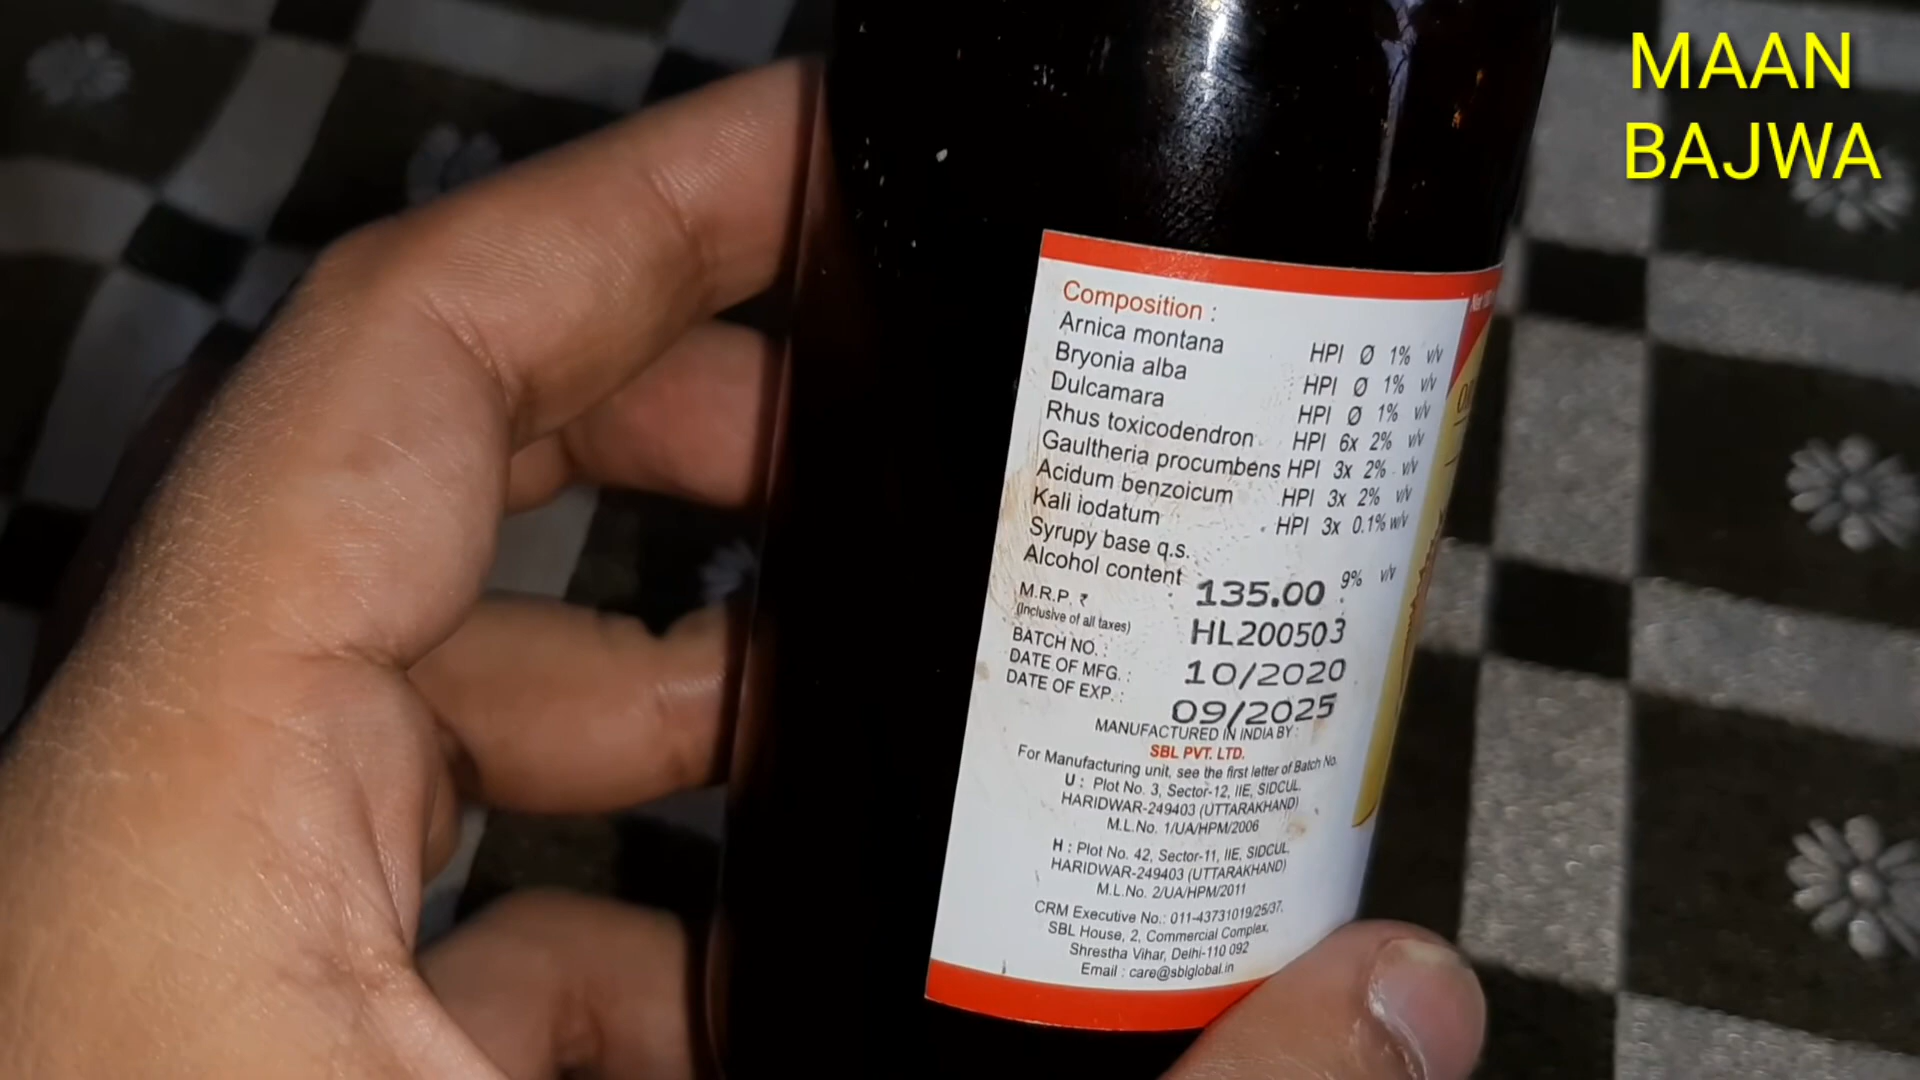 MAAN
BAJWA
Composition :
Arnica montana HPI Ø 1% v/v
Bryonia alba HPI Ø 1% v/v
Dulcamara HPI Ø 1% v/v
Rhus toxicodendron HPI 6x 2% v/v
Gaultheria procumbens HPI 3x 2% v/v
Acidum benzoicum HPI 3x 2% v/v
Kali iodatum HPI 3x 0.1% w/v
Syrupy base q.s.
Alcohol content 9% v/v
M.R.P. ₹ 135.00
(Inclusive of all taxes)
BATCH NO. : HL200503
DATE OF MFG. : 10/2020
DATE OF EXP. : 09/2025
MANUFACTURED IN INDIA BY :
SBL PVT. LTD.
For Manufacturing unit, see the first letter of Batch No.
U : Plot No. 3, Sector-12, IIE, SIDCUL,
HARIDWAR-249403 (UTTARAKHAND)
M.L.No. 1/UA/HPM/2006
H : Plot No. 42, Sector-11, IIE, SIDCUL,
HARIDWAR-249403 (UTTARAKHAND)
M.L.No. 2/UA/HPM/2011
CRM Executive No.: 011-43731019/25/37,
SBL House, 2, Commercial Complex,
Shrestha Vihar, Delhi-110 092
Email : care@sblglobal.in